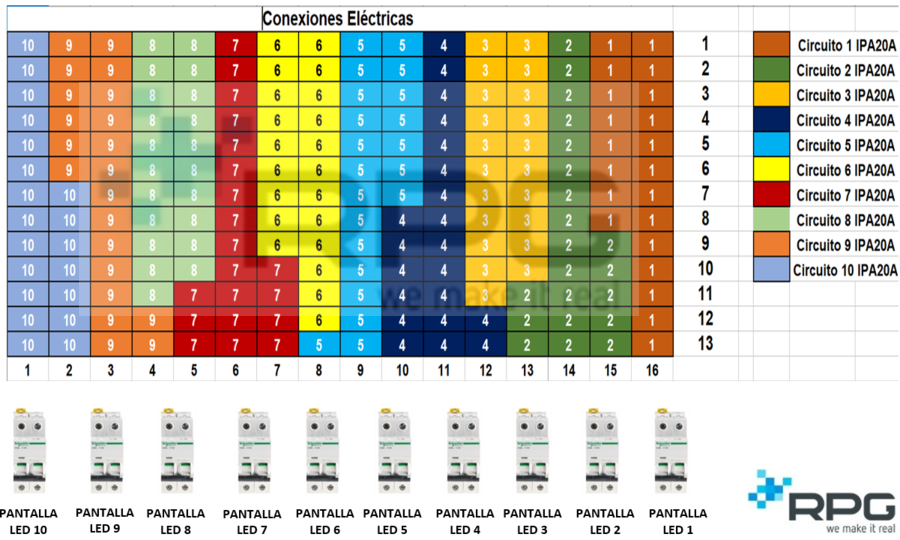 Conexiones Eléctricas
10 9 9 8 8 7 6 6 5 5 4 3 3 2 1 1 1 Circuito 1 IPA20A
10 9 9 8 8 7 6 6 5 5 4 3 3 2 1 1 2 Circuito 2 IPA20A
10 9 9 8 8 7 6 6 5 5 4 3 3 2 1 1 3 Circuito 3 IPA20A
10 9 9 8 8 7 6 6 5 5 4 3 3 2 1 1 4 Circuito 4 IPA20A
10 9 9 8 8 7 6 6 5 5 4 3 3 2 1 1 5 Circuito 5 IPA20A
10 9 9 8 8 7 6 6 5 5 4 3 3 2 1 1 6 Circuito 6 IPA20A
10 10 9 8 8 7 6 6 5 5 4 3 3 2 1 1 7 Circuito 7 IPA20A
10 10 9 8 8 7 6 6 5 4 4 3 3 2 1 1 8 Circuito 8 IPA20A
10 10 9 8 8 7 6 6 5 4 4 3 3 2 2 1 9 Circuito 9 IPA20A
10 10 9 8 8 7 7 6 5 4 4 3 3 2 2 1 10 Circuito 10 IPA20A
10 10 9 8 7 7 7 6 5 4 4 3 2 2 2 1 11
10 10 9 9 7 7 7 6 5 4 4 4 2 2 2 1 12
10 10 9 9 7 7 7 5 5 4 4 4 2 2 2 1 13
1 2 3 4 5 6 7 8 9 10 11 12 13 14 15 16
RPG
we make it real
PANTALLA LED 10
PANTALLA LED 9
PANTALLA LED 8
PANTALLA LED 7
PANTALLA LED 6
PANTALLA LED 5
PANTALLA LED 4
PANTALLA LED 3
PANTALLA LED 2
PANTALLA LED 1
RPG
we make it real